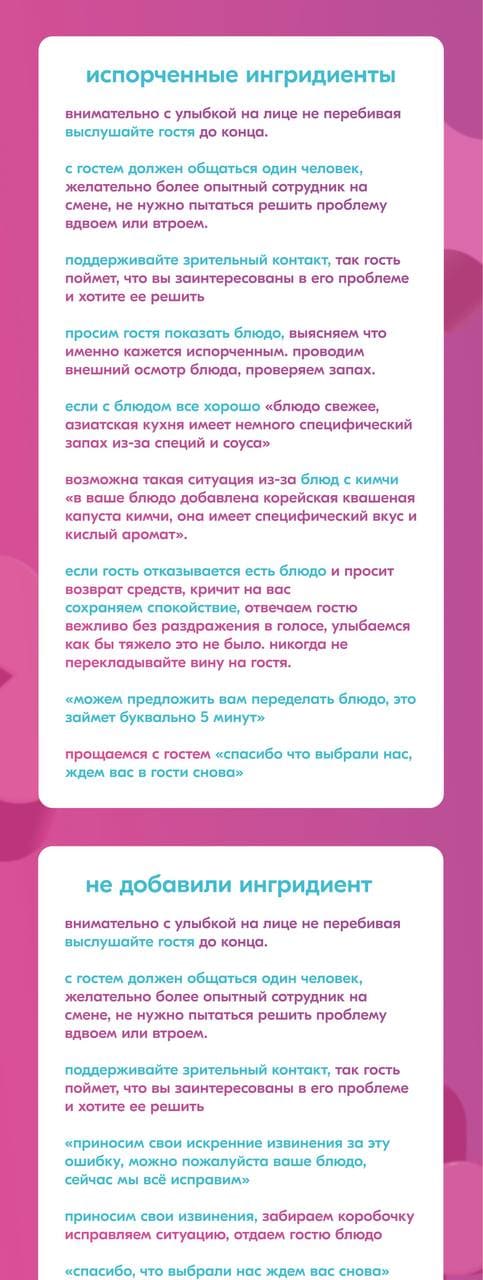 испорченные ингридиенты
внимательно с улыбкой на лице не перебивая
выслушайте гостя до конца.
с гостем должен общаться один человек,
желательно более опытный сотрудник на
смене, не нужно пытаться решить проблему
вдвоем или втроем.
поддерживайте зрительный контакт, так гость
поймет, что вы заинтересованы в его проблеме
и хотите ее решить
просим гостя показать блюдо, выясняем что
именно кажется испорченным. проводим
внешний осмотр блюда, проверяем запах.
если с блюдом все хорошо «блюдо свежее,
азиатская кухня имеет немного специфический
запах из-за специй и соуса»
возможна такая ситуация из-за блюд с кимчи
«в ваше блюдо добавлена корейская квашеная
капуста кимчи, она имеет специфический вкус и
кислый аромат».
если гость отказывается есть блюдо и просит
возврат средств, кричит на вас
сохраняем спокойствие, отвечаем гостю
вежливо без раздражения в голосе, улыбаемся
как бы тяжело это не было. никогда не
перекладывайте вину на гостя.
«можем предложить вам переделать блюдо, это
займет буквально 5 минут»
прощаемся с гостем «спасибо что выбрали нас,
ждем вас в гости снова»
не добавили ингридиент
внимательно с улыбкой на лице не перебивая
выслушайте гостя до конца.
с гостем должен общаться один человек,
желательно более опытный сотрудник на
смене, не нужно пытаться решить проблему
вдвоем или втроем.
поддерживайте зрительный контакт, так гость
поймет, что вы заинтересованы в его проблеме
и хотите ее решить
«приносим свои искренние извинения за эту
ошибку, можно пожалуйста ваше блюдо,
сейчас мы всё исправим»
приносим свои извинения, забираем коробочку
исправляем ситуацию, отдаем гостю блюдо
«спасибо, что выбрали нас ждем вас снова»